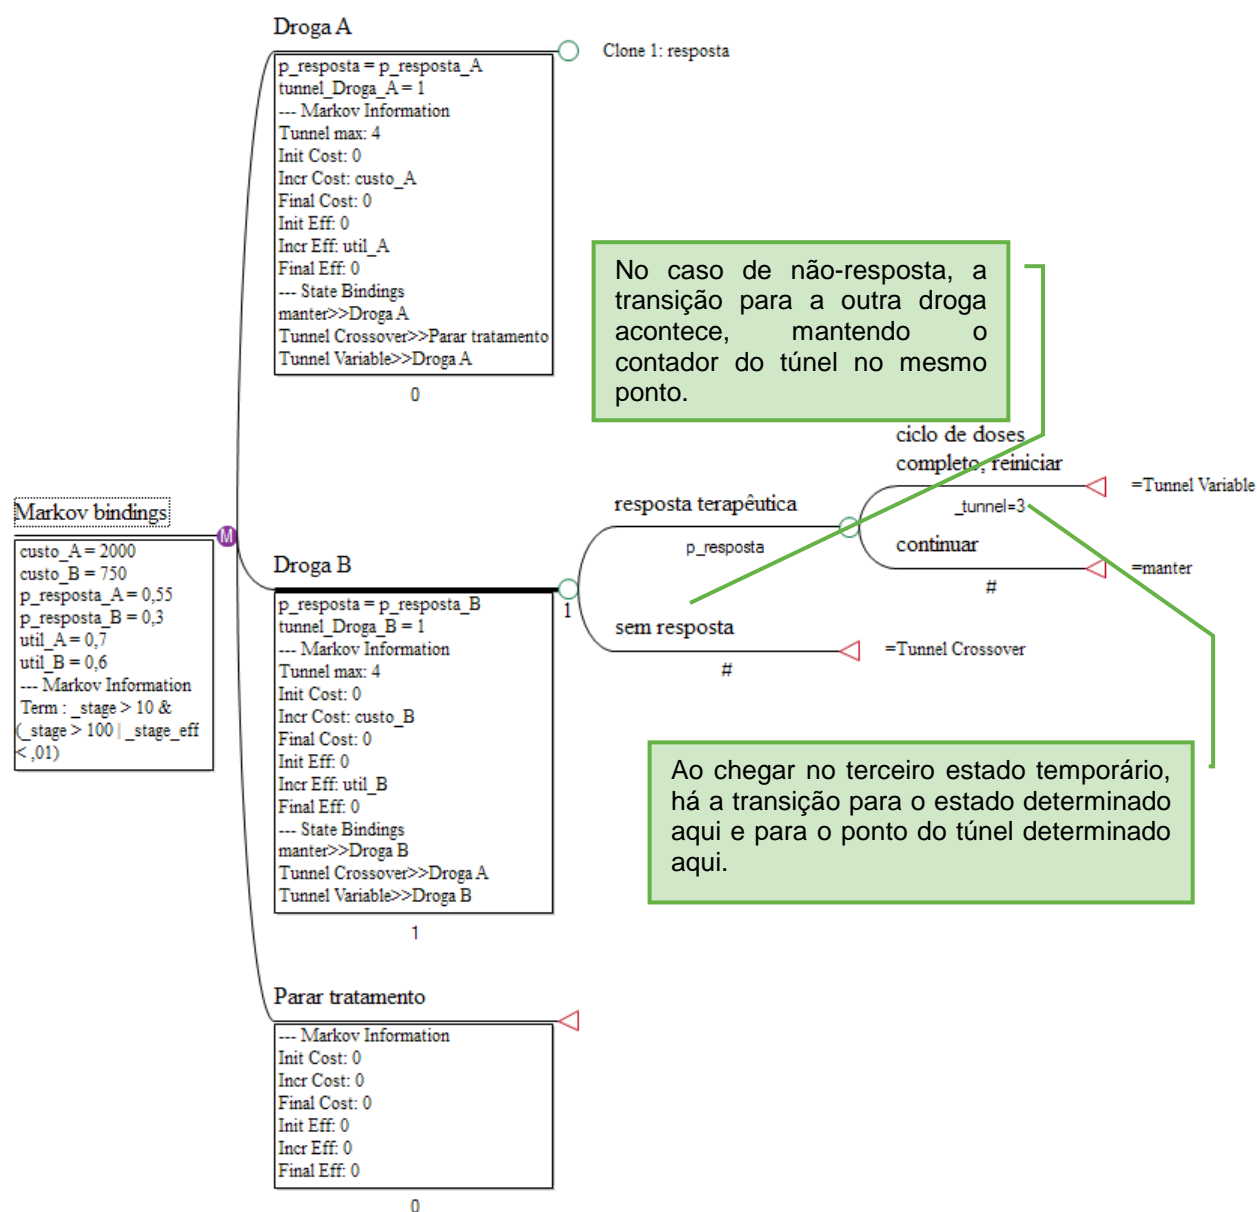 Droga A
Clone 1: resposta
p_resposta = p_resposta_A
tunnel_Droga_A = 1
--- Markov Information
Tunnel max: 4
Init Cost: 0
Incr Cost: custo_A
Final Cost: 0
Init Eff: 0
Incr Eff: util_A
Final Eff: 0
--- State Bindings
manter>>Droga A
Tunnel Crossover>>Parar tratamento
Tunnel Variable>>Droga A
0
No caso de não-resposta, a
transição para a outra droga
acontece, mantendo o
contador do túnel no mesmo
ponto.
Markov bindings
M
custo_A = 2000
custo_B = 750
p_resposta_A = 0,55
p_resposta_B = 0,3
util_A = 0,7
util_B = 0,6
--- Markov Information
Term : _stage > 10 &
(_stage > 100 | _stage_eff
< ,01)
Droga B
p_resposta = p_resposta_B
tunnel_Droga_B = 1
--- Markov Information
Tunnel max: 4
Init Cost: 0
Incr Cost: custo_B
Final Cost: 0
Init Eff: 0
Incr Eff: util_B
Final Eff: 0
--- State Bindings
manter>>Droga B
Tunnel Crossover>>Droga A
Tunnel Variable>>Droga B
1
1
resposta terapêutica
p_resposta
ciclo de doses
completo, reiniciar
_tunnel=3
=Tunnel Variable
continuar
#
=manter
sem resposta
#
=Tunnel Crossover
Ao chegar no terceiro estado temporário,
há a transição para o estado determinado
aqui e para o ponto do túnel determinado
aqui.
Parar tratamento
--- Markov Information
Init Cost: 0
Incr Cost: 0
Final Cost: 0
Init Eff: 0
Incr Eff: 0
Final Eff: 0
0